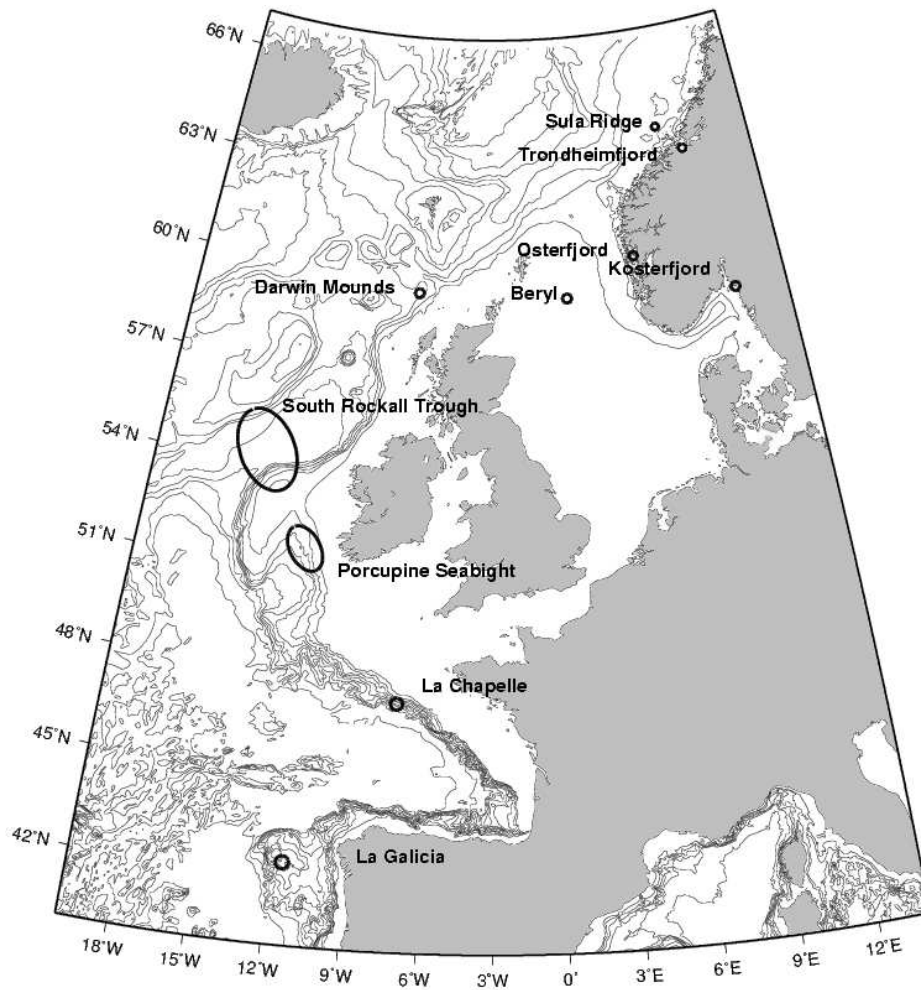 66˚N
Sula Ridge
63˚N
Trondheimfjord
60˚N
Osterfjord
Kosterfjord
Darwin Mounds
Beryl
57˚N
South Rockall Trough
54˚N
51˚N
Porcupine Seabight
48˚N
La Chapelle
45˚N
42˚N
La Galicia
18˚W
15˚W
12˚W
9˚W
6˚W
3˚W
0˚
3˚E
6˚E
9˚E
12˚E